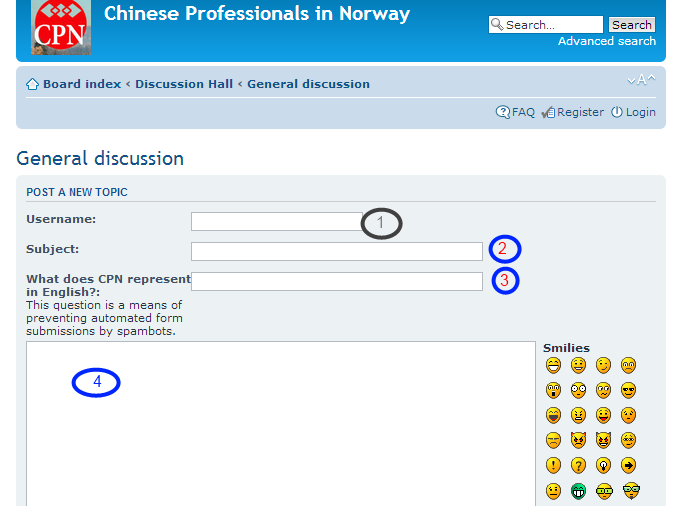 CPN
Chinese Professionals in Norway
Search... Search
Advanced search
Board index ‹ Discussion Hall ‹ General discussion
A
FAQ Register Login
General discussion
POST A NEW TOPIC
Username: 1
Subject: 2
What does CPN represent 3
in English?:
This question is a means of
preventing automated form
submissions by spambots.
4
Smilies